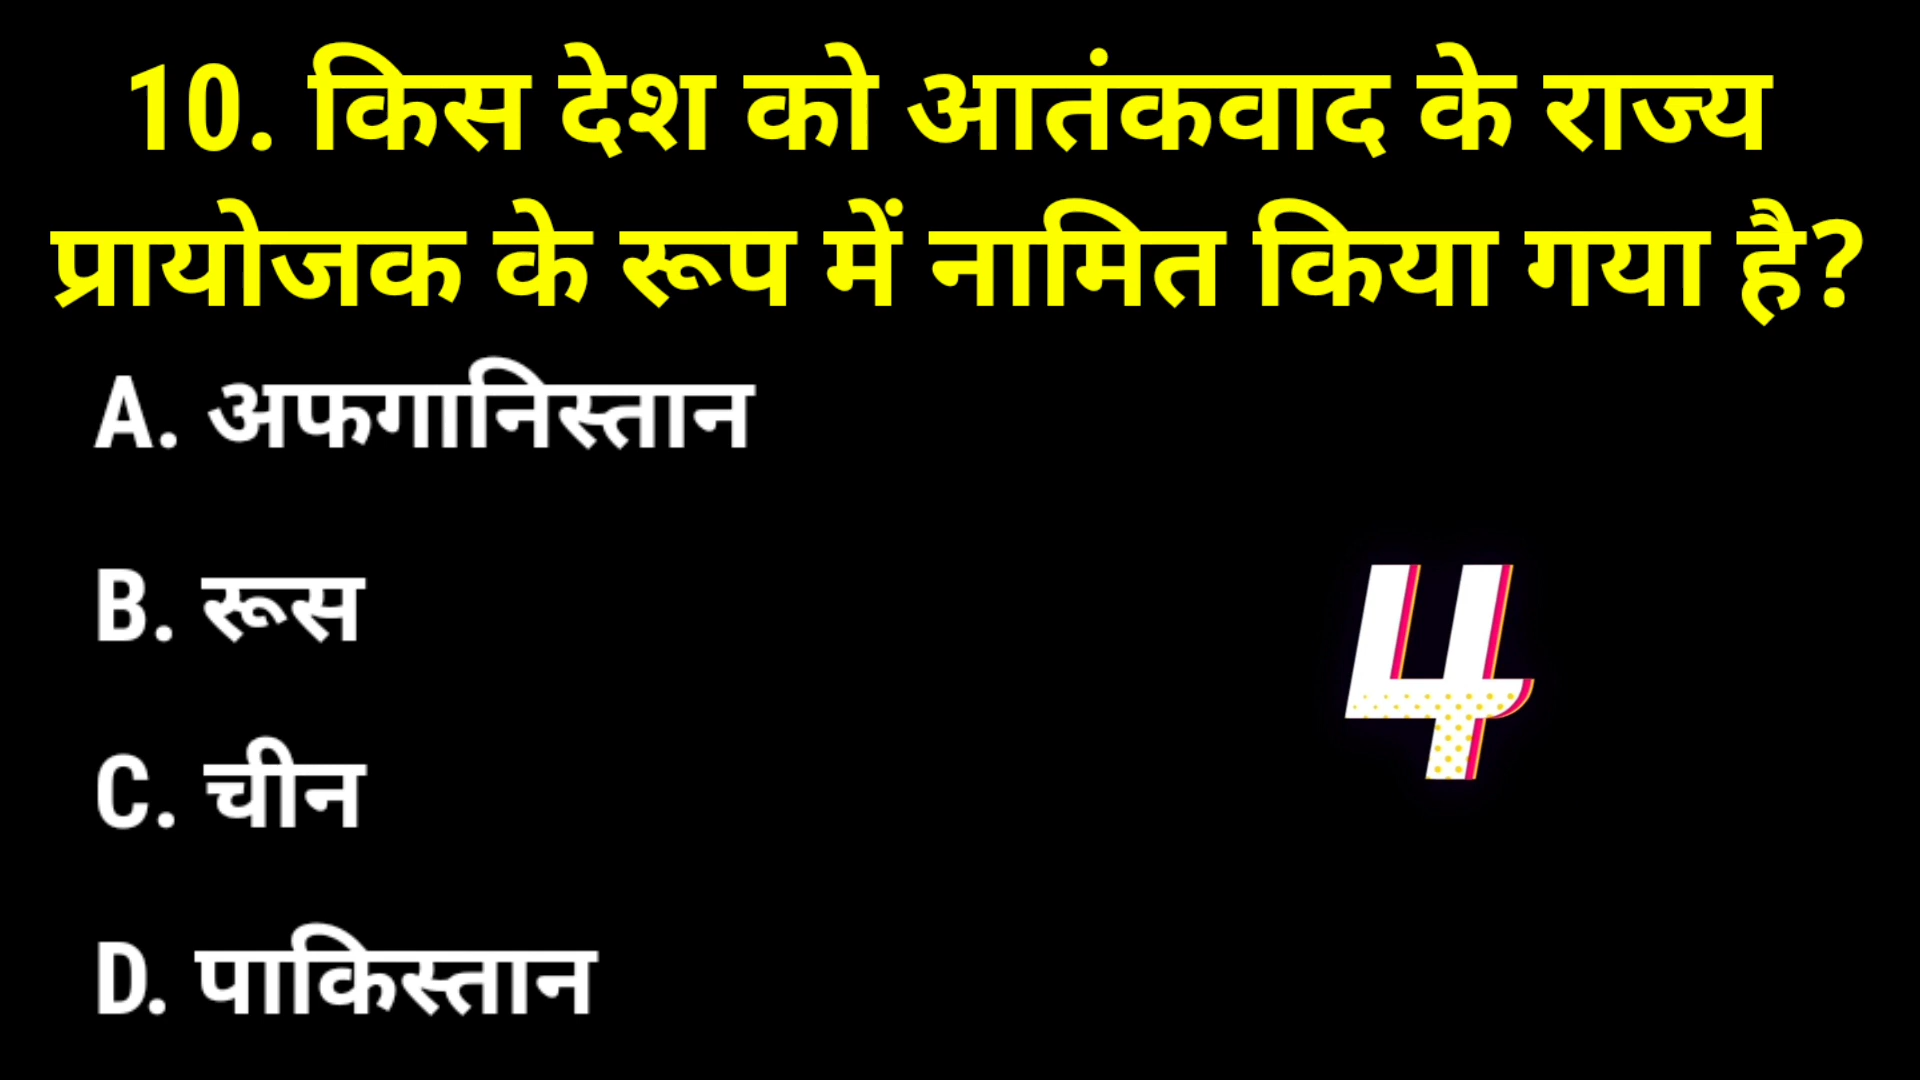 10. किस देश को आतंकवाद के राज्य
प्रायोजक के रूप में नामित किया गया है?
A. अफगानिस्तान
B. रूस
4
C. चीन
D. पाकिस्तान